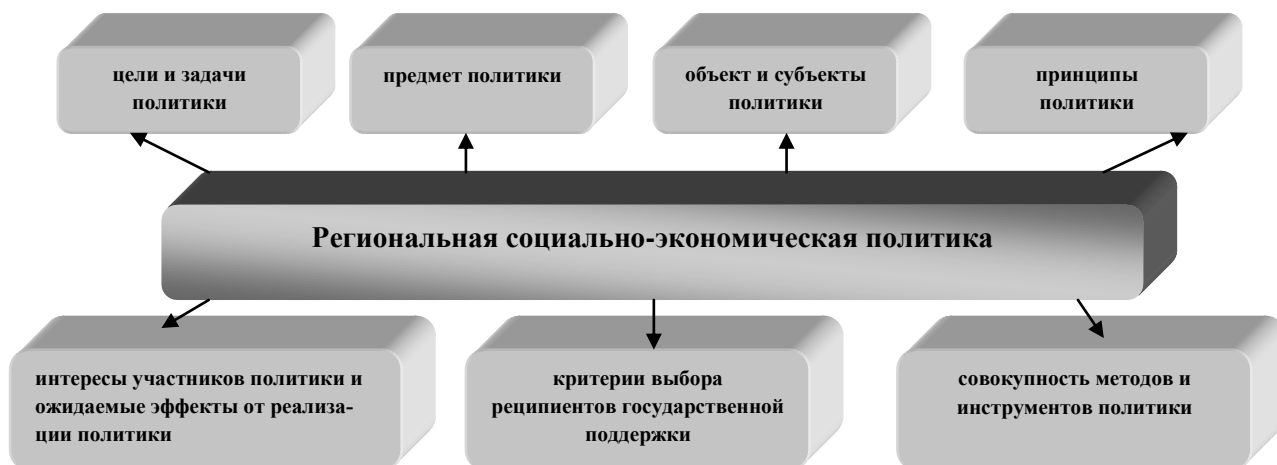 цели и задачи
политики
предмет политики
объект и субъекты
политики
принципы
политики
Региональная социально-экономическая политика
интересы участников политики и
ожидаемые эффекты от реализа-
ции политики
критерии выбора
реципиентов государственной
поддержки
совокупность методов и
инструментов политики